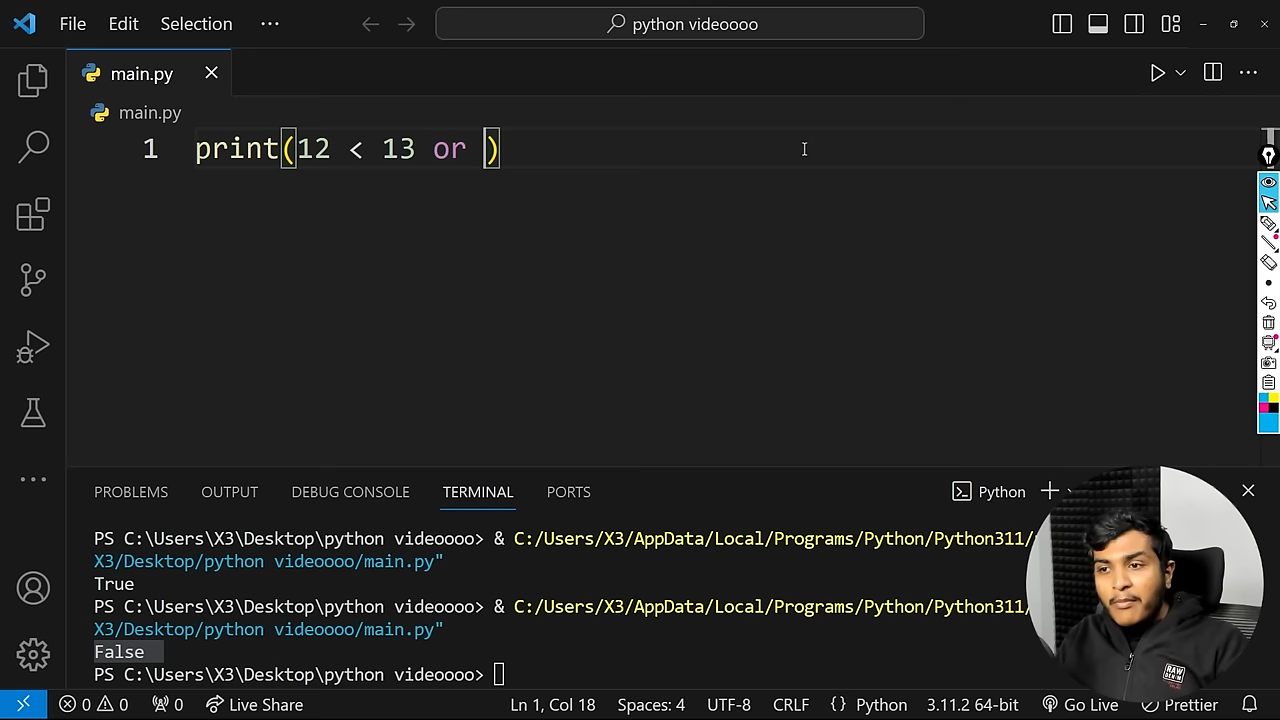 File Edit Selection ··· python videoooo
main.py
main.py
1 print(12 < 13 or )
PROBLEMS OUTPUT DEBUG CONSOLE TERMINAL PORTS Python
PS C:\Users\X3\Desktop\python videoooo> & C:/Users/X3/AppData/Local/Programs/Python/Python311/
X3/Desktop/python videoooo/main.py"
True
PS C:\Users\X3\Desktop\python videoooo> & C:/Users/X3/AppData/Local/Programs/Python/Python311/
X3/Desktop/python videoooo/main.py"
False
PS C:\Users\X3\Desktop\python videoooo>
RAW
0 0 0 Live Share Ln 1, Col 18 Spaces: 4 UTF-8 CRLF {} Python 3.11.2 64-bit Go Live Prettier